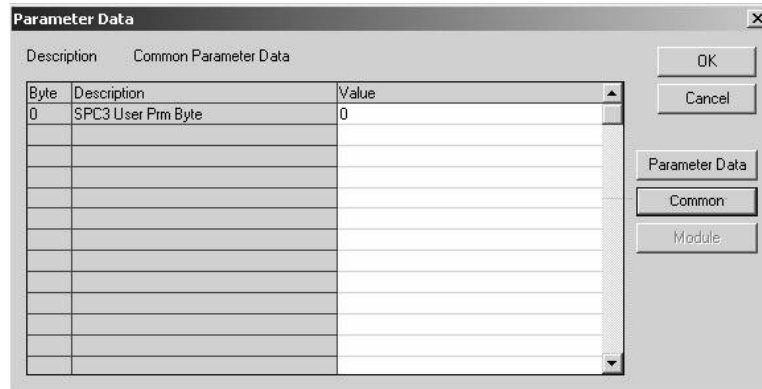 Parameter Data
Description Common Parameter Data
OK
Cancel
Byte Description Value
0 SPC3 User Prm Byte 0
Parameter Data
Common
Module